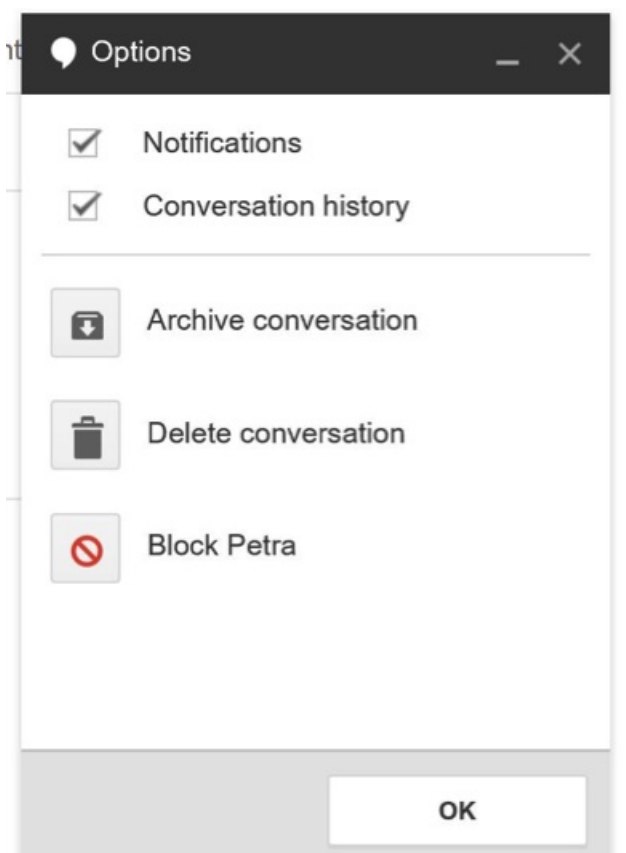 Options
Notifications
Conversation history
Archive conversation
Delete conversation
Block Petra
OK